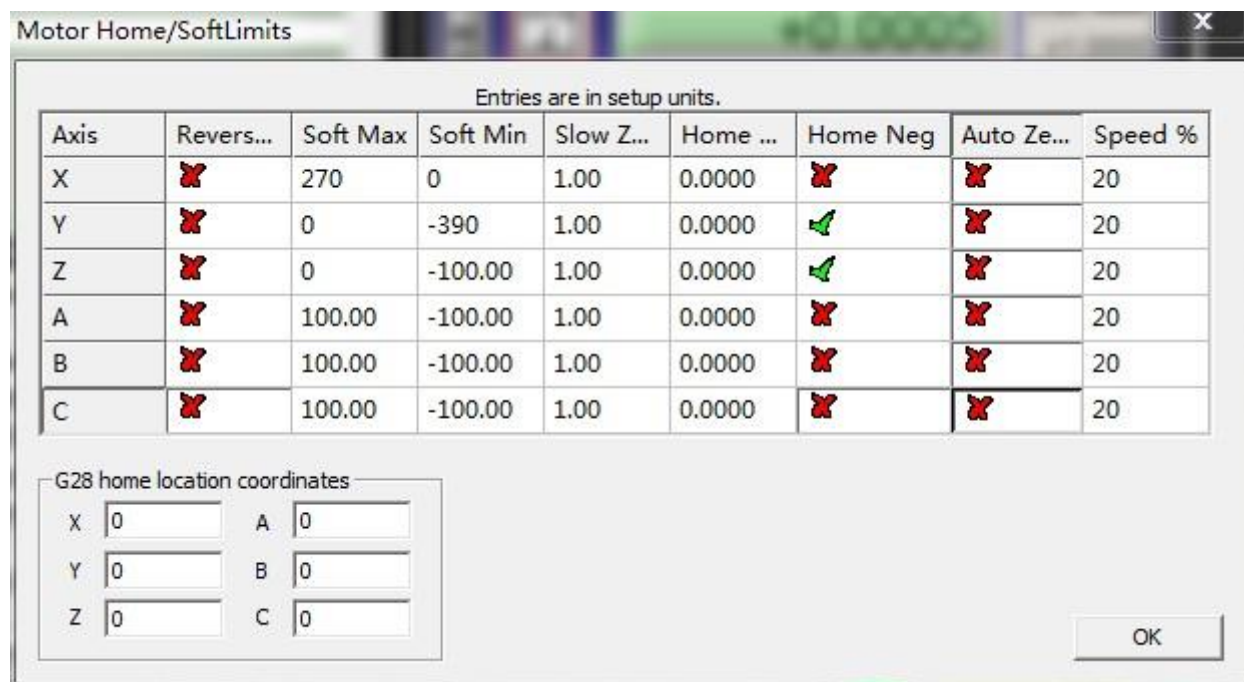 Motor Home/SoftLimits
+0.0005
X
Entries are in setup units.
Axis Revers... Soft Max Soft Min Slow Z... Home ... Home Neg Auto Ze... Speed %
X 270 0 1.00 0.0000 20
Y 0 -390 1.00 0.0000 20
Z 0 -100.00 1.00 0.0000 20
A 100.00 -100.00 1.00 0.0000 20
B 100.00 -100.00 1.00 0.0000 20
C 100.00 -100.00 1.00 0.0000 20
G28 home location coordinates
X 0 A 0
Y 0 B 0
Z 0 C 0
OK